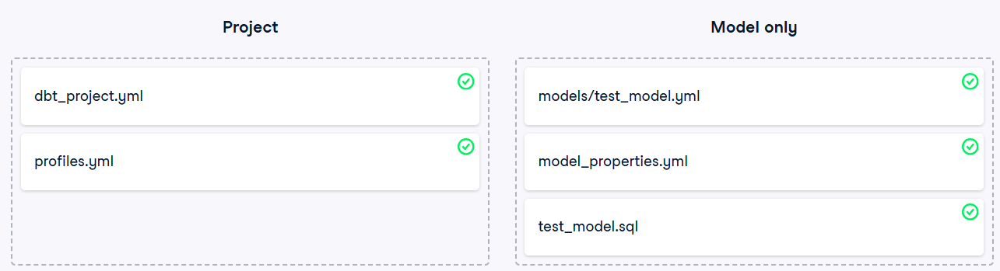 Project
dbt_project.yml
profiles.yml
Model only
models/test_model.yml
model_properties.yml
test_model.sql